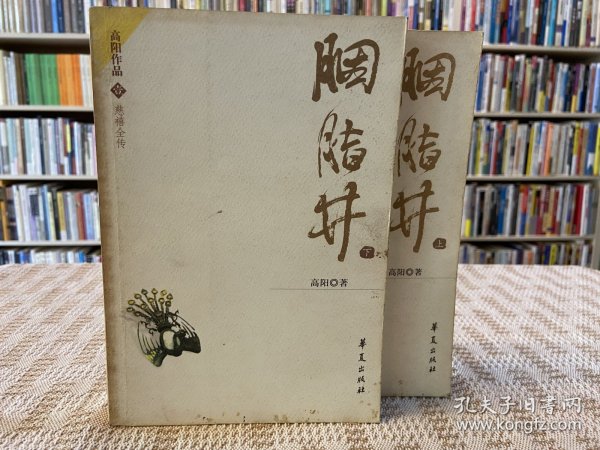 高阳作品
慈禧全传
胭脂井
下
高阳◎著
华夏出版社
胭脂井
上
高阳◎著
华夏出版社
孔夫子旧书网
www.kongfz.com